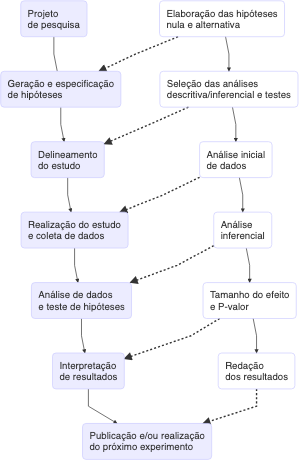 Projeto
de pesquisa
Elaboração das hipóteses
nula e alternativa
Geração e especificação
de hipóteses
Seleção das análises
descritiva/inferencial e testes
Delineamento
do estudo
Análise inicial
de dados
Realização do estudo
e coleta de dados
Análise
inferencial
Análise de dados
e teste de hipóteses
Tamanho do efeito
e P-valor
Interpretação
de resultados
Redação
dos resultados
Publicação e/ou realização
do próximo experimento